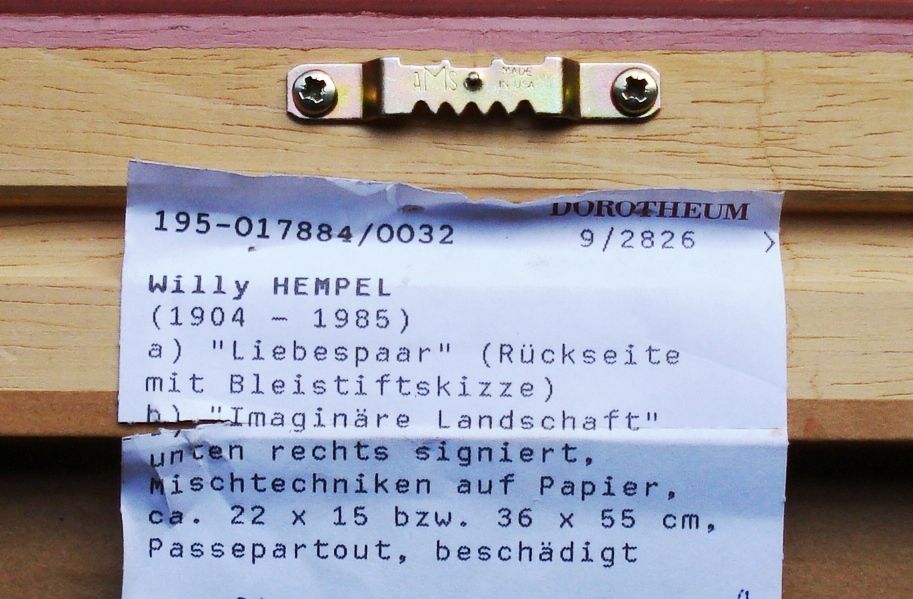 AMS MADE IN USA
DOROTHEUM
195-017884/0032 9/2826
Willy HEMPEL
(1904 - 1985)
a) "Liebespaar" (Rückseite
mit Bleistiftskizze)
b) "Imaginäre Landschaft"
unten rechts signiert,
Mischtechniken auf Papier,
ca. 22 x 15 bzw. 36 x 55 cm,
Passepartout, beschädigt